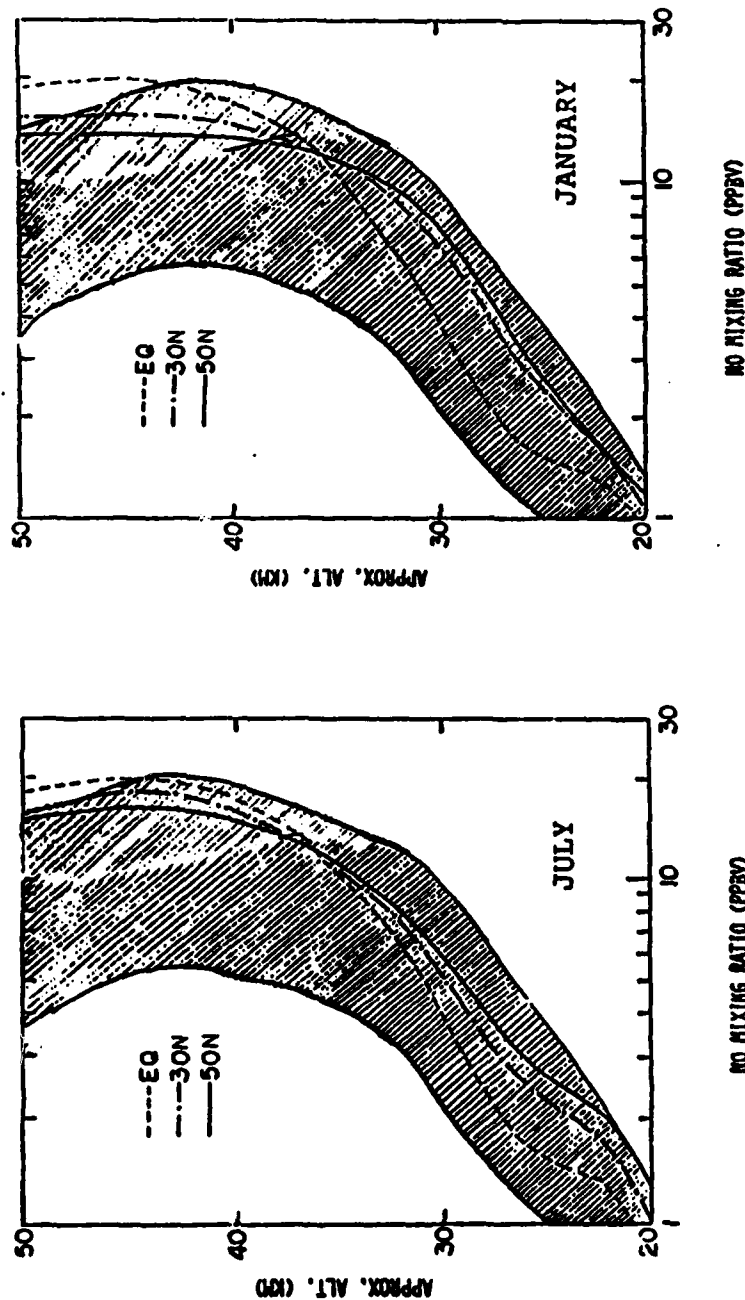 APPROX. ALT. (KM)
50
40
30
20
----EQ
—·—30N
——50N
JULY
1
10
30
NO MIXING RATIO (PPBV)
APPROX. ALT. (KM)
50
40
30
20
----EQ
—·—30N
——50N
JANUARY
1
10
30
NO MIXING RATIO (PPBV)